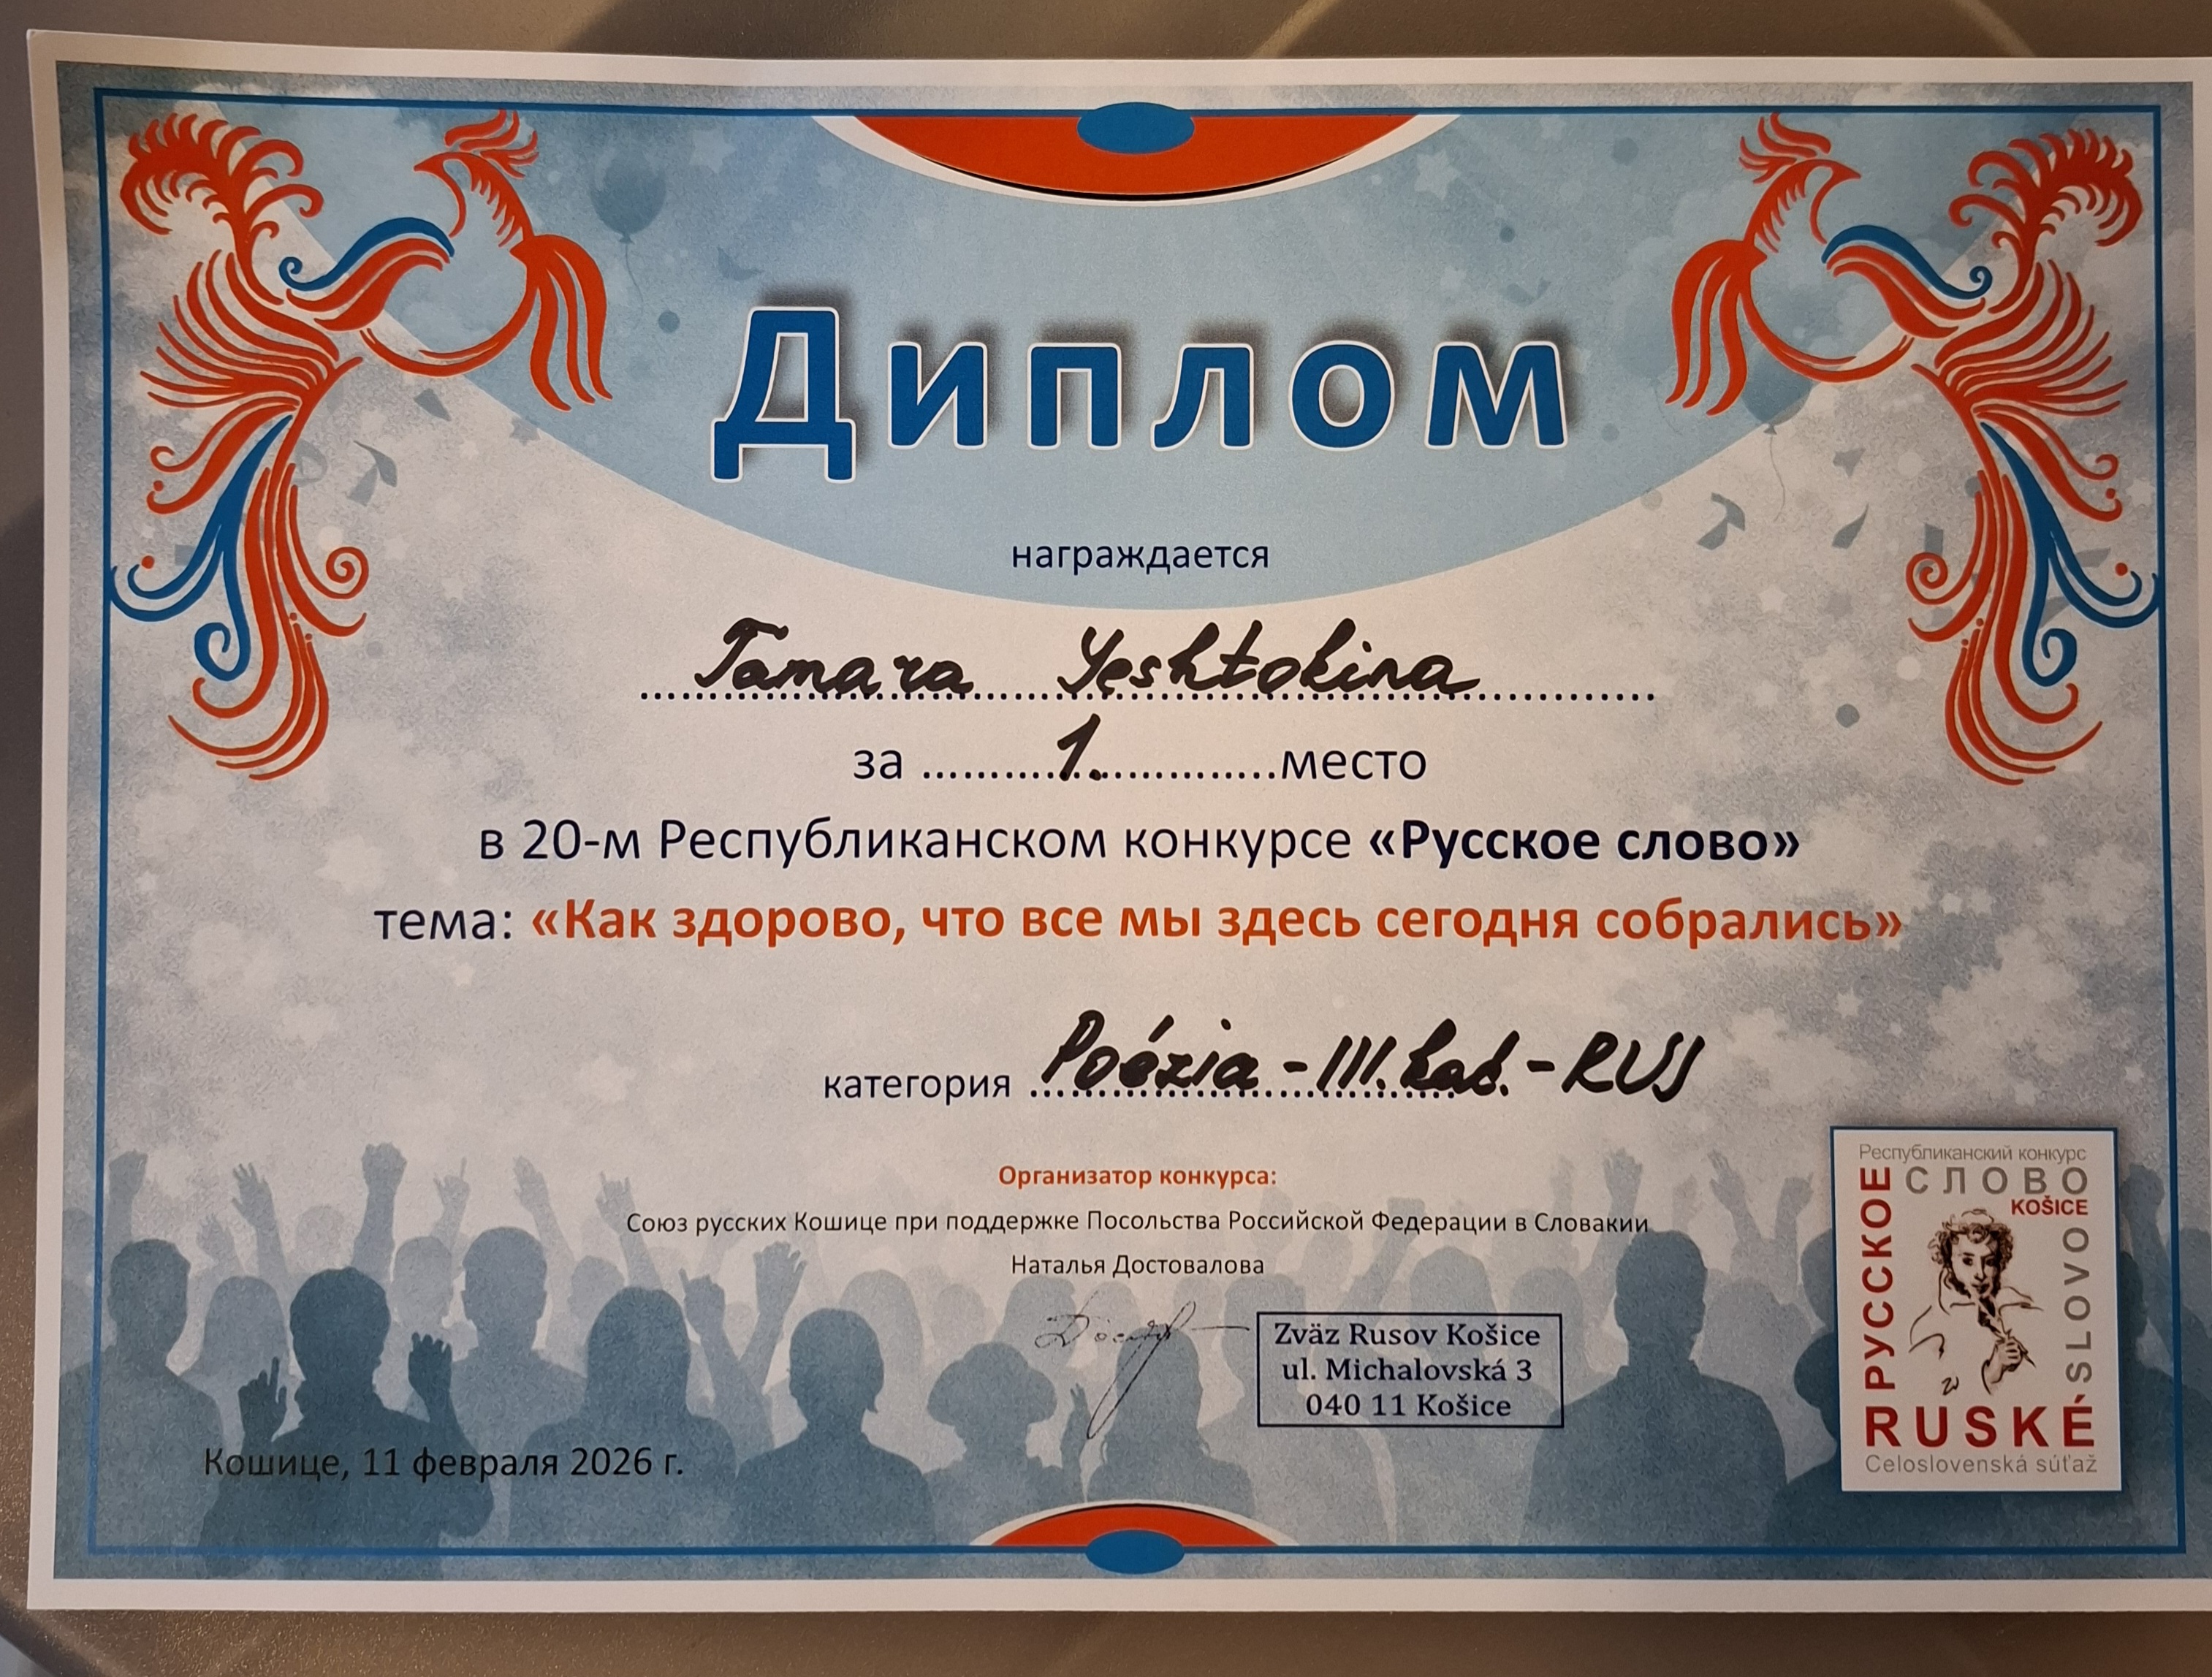 Диплом
награждается
Tamara Yeshtokina
за 1. место
в 20-м Республиканском конкурсе «Русское слово»
тема: «Как здорово, что все мы здесь сегодня собрались»
категория Poézia - III. kat. - RUJ
Организатор конкурса:
Союз русских Кошице при поддержке Посольства Российской Федерации в Словакии
Наталья Достовалова
Zväz Rusov Košice
ul. Michalovská 3
040 11 Košice
Кошице, 11 февраля 2026 г.
Республиканский конкурс
РУССКОЕ
СЛОВО
KOŠICE
SLOVO
RUSKÉ
Celoslovenská súťaž